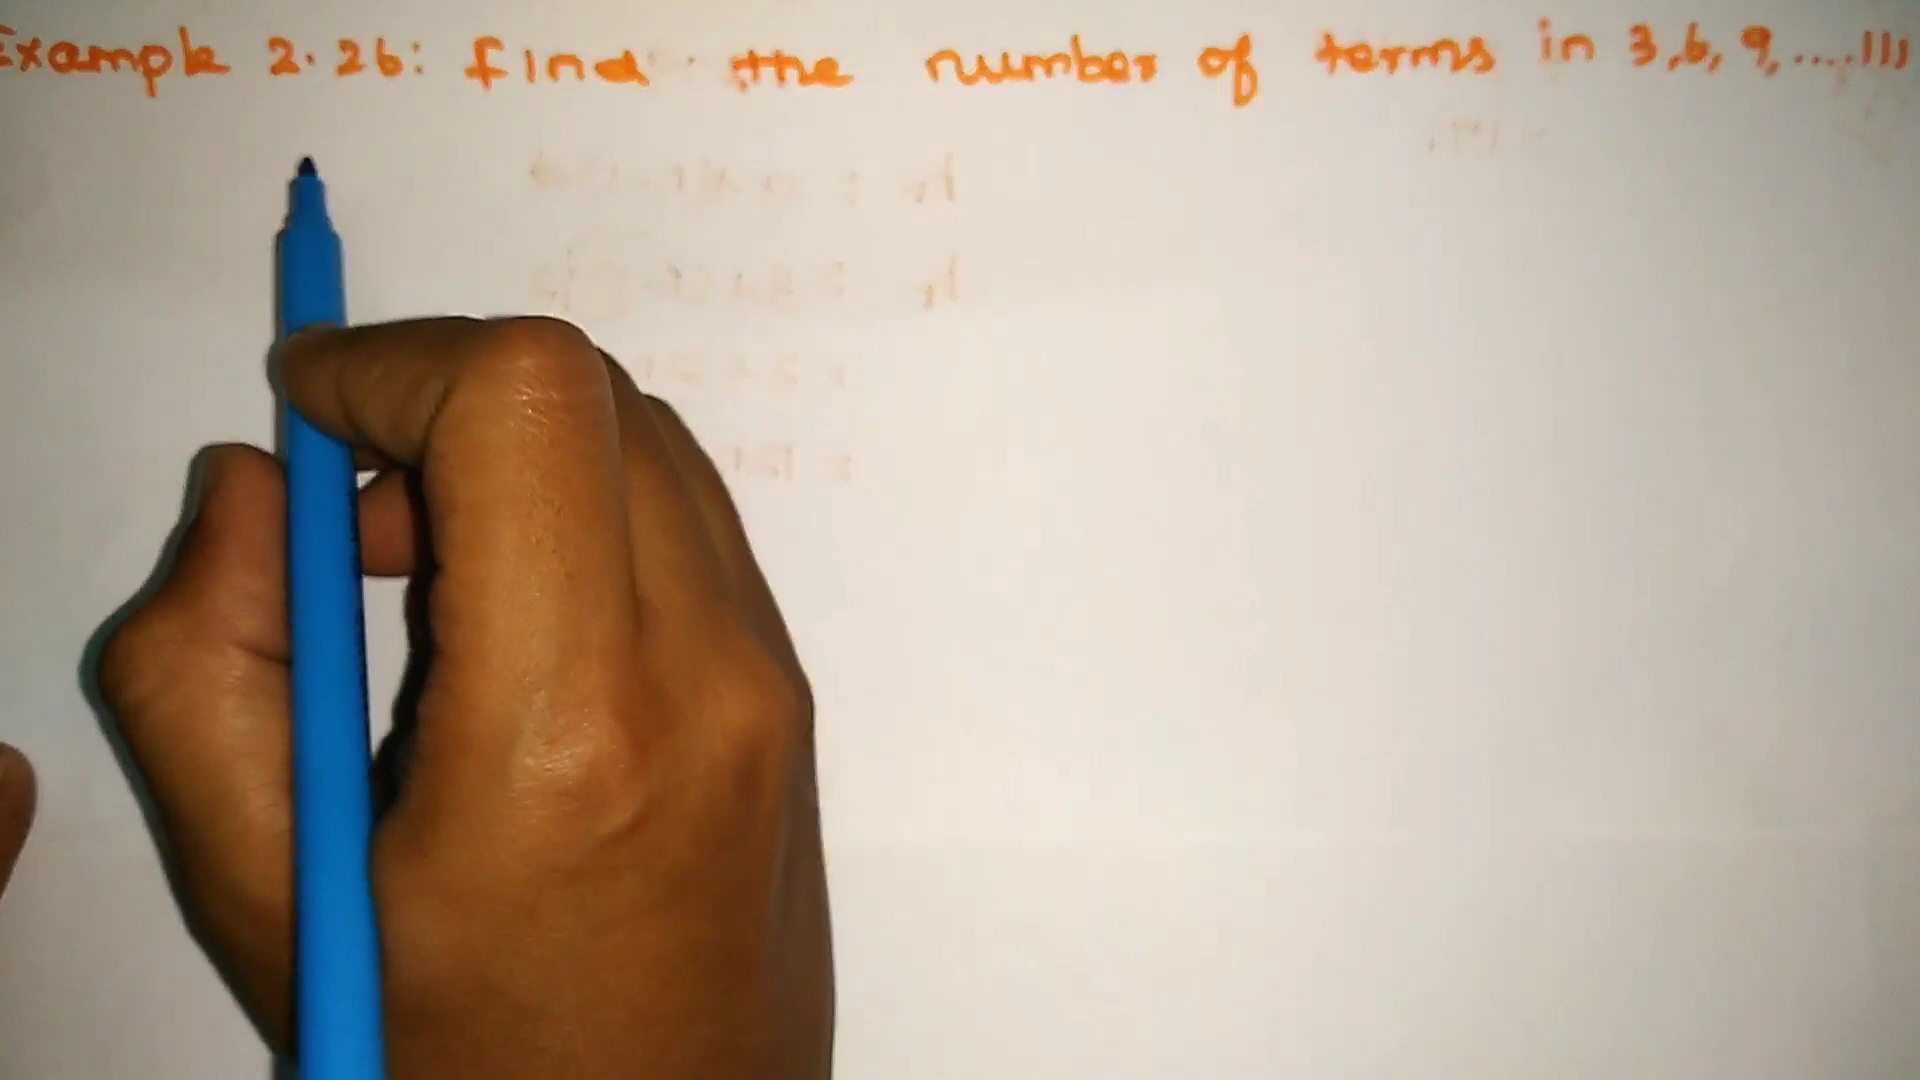 Example 2.26: find the number of terms in 3,6,9,....111